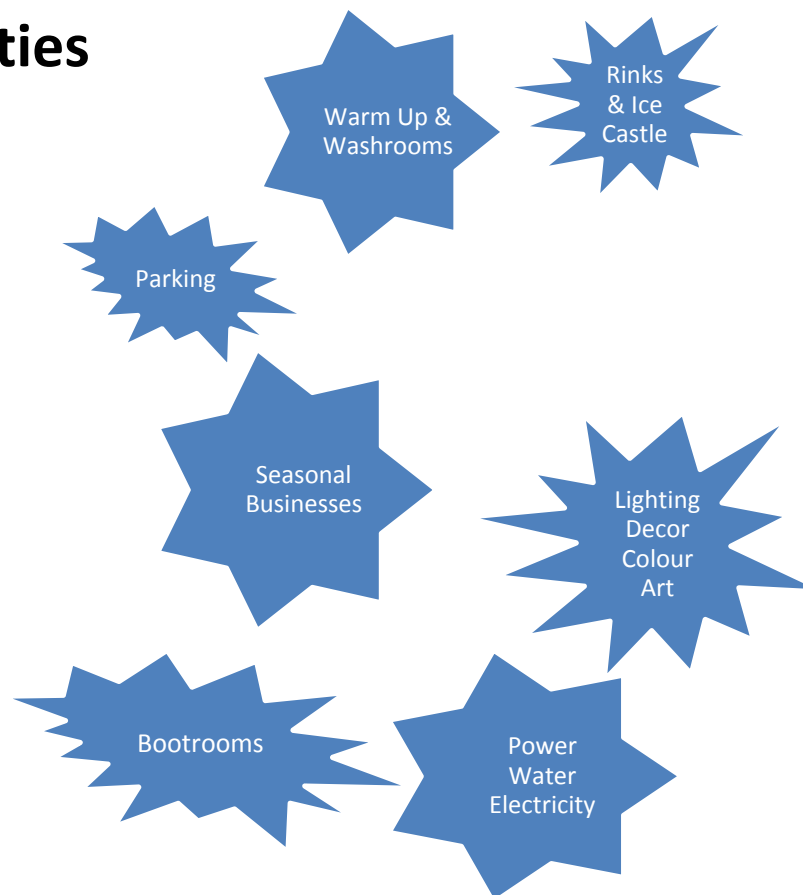 ties
Warm Up &
Washrooms
Rinks
& Ice
Castle
Parking
Seasonal
Businesses
Lighting
Decor
Colour
Art
Bootrooms
Power
Water
Electricity